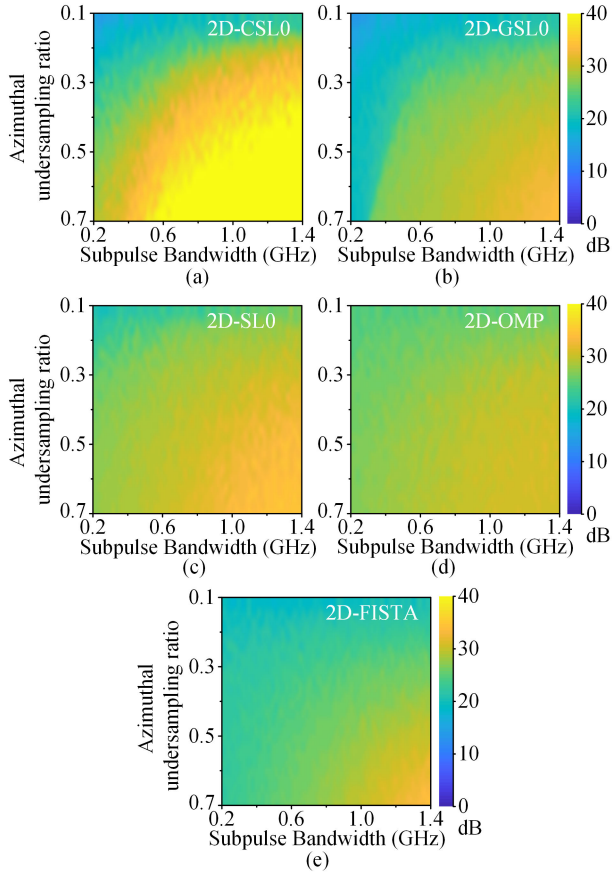 0.1
0.3
0.5
0.7
Azimuthal
undersampling ratio
2D-CSL0
0.2 0.6 1.0 1.4
Subpulse Bandwidth (GHz)
(a)
0.1
0.3
0.5
0.7
2D-GSL0
0.2 0.6 1.0 1.4
Subpulse Bandwidth (GHz)
(b)
40
30
20
10
0
dB
0.1
0.3
0.5
0.7
Azimuthal
undersampling ratio
2D-SL0
0.2 0.6 1.0 1.4
Subpulse Bandwidth (GHz)
(c)
0.1
0.3
0.5
0.7
2D-OMP
0.2 0.6 1.0 1.4
Subpulse Bandwidth (GHz)
(d)
40
30
20
10
0
dB
0.1
0.3
0.5
0.7
Azimuthal
undersampling ratio
2D-FISTA
0.2 0.6 1.0 1.4
Subpulse Bandwidth (GHz)
(e)
40
30
20
10
0
dB